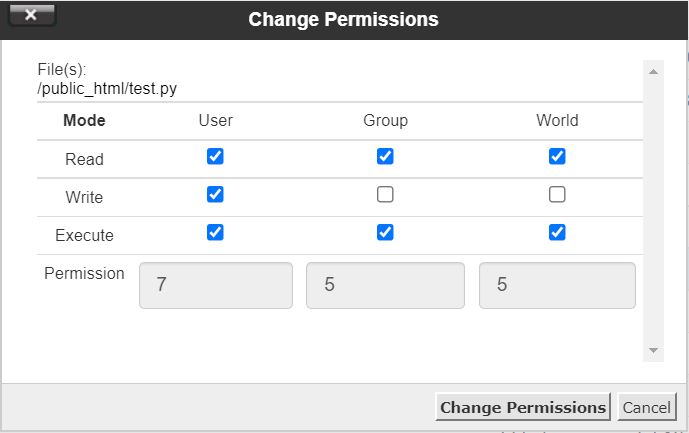 Change Permissions
File(s):
/public_html/test.py
Mode User Group World
Read
Write
Execute
Permission 7 5 5
Change Permissions Cancel